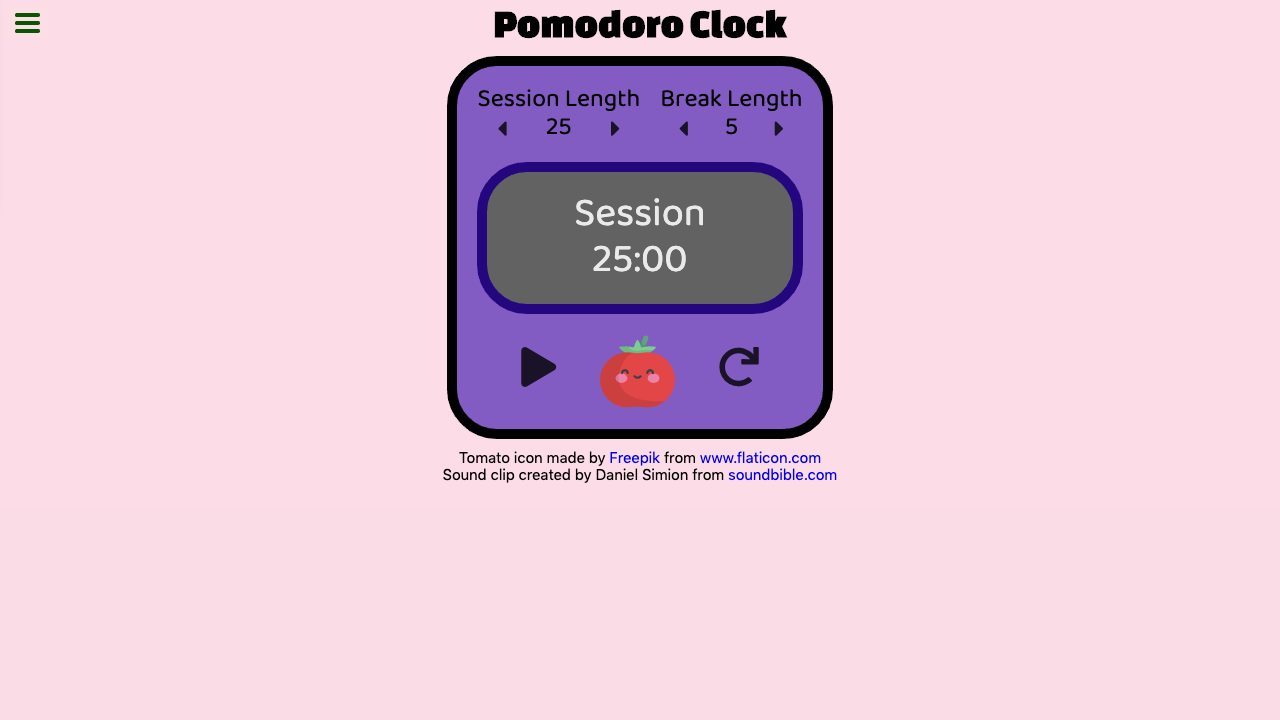 Pomodoro Clock
Session Length
25
Break Length
5
Session
25:00
Tomato icon made by Freepik from www.flaticon.com
Sound clip created by Daniel Simion from soundbible.com